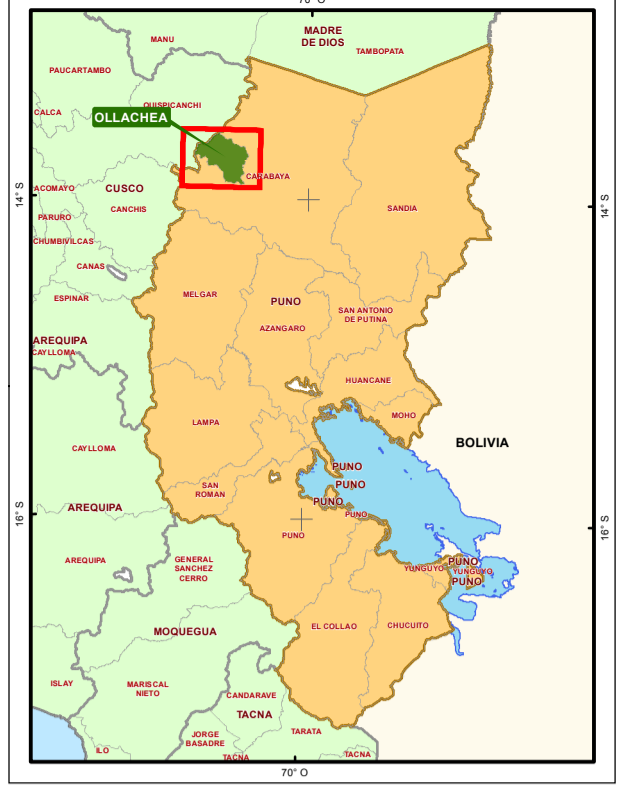 70° O
MADRE
DE DIOS
MANU
TAMBOPATA
PAUCARTAMBO
QUISPICANCHI
CALCA
OLLACHEA
CARABAYA
14° S
14° S
ACOMAYO
CUSCO
CANCHIS
SANDIA
PARURO
CHUMBIVILCAS
CANAS
ESPINAR
MELGAR
PUNO
SAN ANTONIO
DE PUTINA
AZANGARO
AREQUIPA
CAYLLOMA
HUANCANE
MOHO
LAMPA
BOLIVIA
CAYLLOMA
PUNO
PUNO
SAN
ROMAN
PUNO
AREQUIPA
PUNO
16° S
16° S
PUNO
AREQUIPA
GENERAL
SANCHEZ
CERRO
YUNGUYO
PUNO
YUNGUYO
PUNO
MOQUEGUA
EL COLLAO
CHUCUITO
ISLAY
MARISCAL
NIETO
CANDARAVE
TACNA
JORGE
BASADRE
TARATA
ILO
TACNA
TACNA
70° O